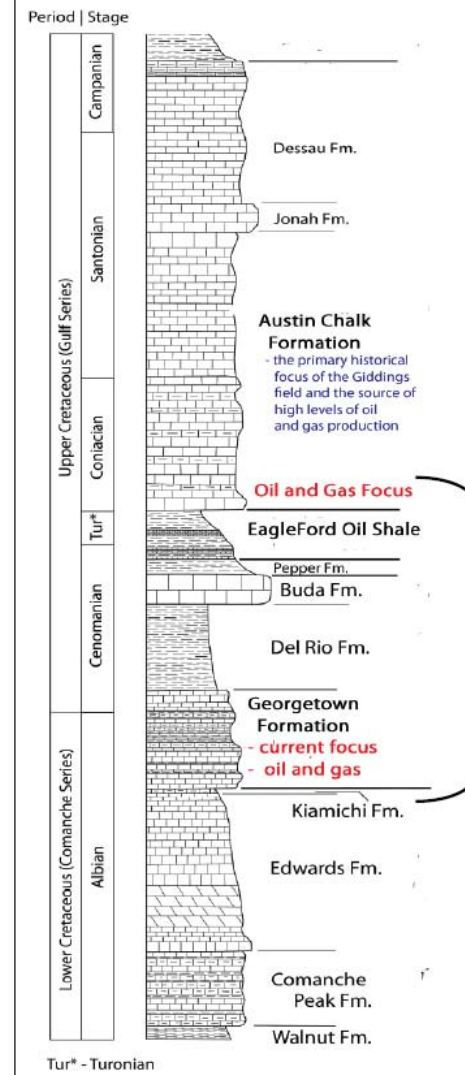 Period | Stage
Upper Cretaceous (Gulf Series)
Lower Cretaceous (Comanche Series)
Campanian
Santonian
Coniacian
Tur*
Cenomanian
Albian
Dessau Fm.
Jonah Fm.
Austin Chalk
Formation
- the primary historical
focus of the Giddings
field and the source of
high levels of oil
and gas production
Oil and Gas Focus
EagleFord Oil Shale
Pepper Fm.
Buda Fm.
Del Rio Fm.
Georgetown
Formation
- current focus
- oil and gas
Kiamichi Fm.
Edwards Fm.
Comanche
Peak Fm.
Walnut Fm.
Tur* - Turonian